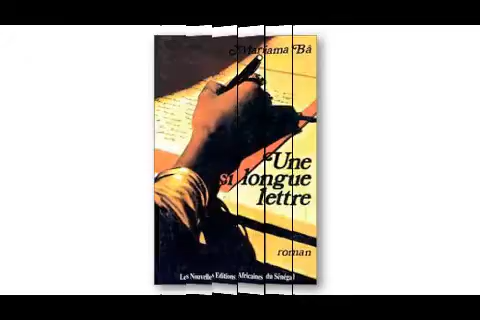 Mariama Bâ
Une
si longue
lettre
roman
Les Nouvelles Editions Africaines du Sénégal